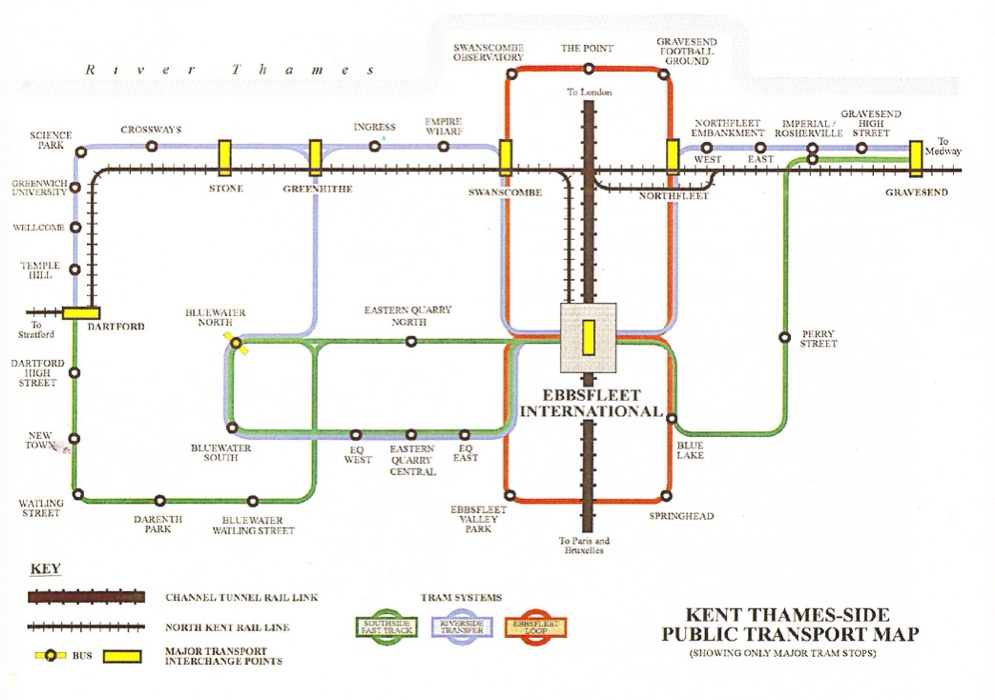 River Thames
SWANSCOMBE
OBSERVATORY
THE POINT
GRAVESEND
FOOTBALL
GROUND
To London
SCIENCE
PARK
CROSSWAYS
INGRESS
EMPIRE
WHARF
NORTHFLEET
EMBANKMENT
WEST
EAST
IMPERIAL /
ROSHERVILLE
GRAVESEND
HIGH
STREET
To
Medway
GREENWICH
UNIVERSITY
STONE
GREENHITHE
SWANSCOMBE
NORTHFLEET
GRAVESEND
WELLCOME
TEMPLE
HILL
To
Stratford
DARTFORD
BLUEWATER
NORTH
EASTERN QUARRY
NORTH
PERRY
STREET
DARTFORD
HIGH
STREET
EBBSFLEET
INTERNATIONAL
NEW
TOWN
BLUEWATER
SOUTH
EQ
WEST
EASTERN
QUARRY
CENTRAL
EQ
EAST
BLUE
LAKE
WATLING
STREET
DARENTH
PARK
BLUEWATER
WATLING STREET
EBBSFLEET
VALLEY
PARK
SPRINGHEAD
To Paris and
Bruxelles
KEY
CHANNEL TUNNEL RAIL LINK
NORTH KENT RAIL LINE
BUS
MAJOR TRANSPORT
INTERCHANGE POINTS
TRAM SYSTEMS
SOUTHSIDE
FAST TRACK
RIVERSIDE
TRANSFER
EBBSFLEET
LOOP
KENT THAMES-SIDE
PUBLIC TRANSPORT MAP
(SHOWING ONLY MAJOR TRAM STOPS)